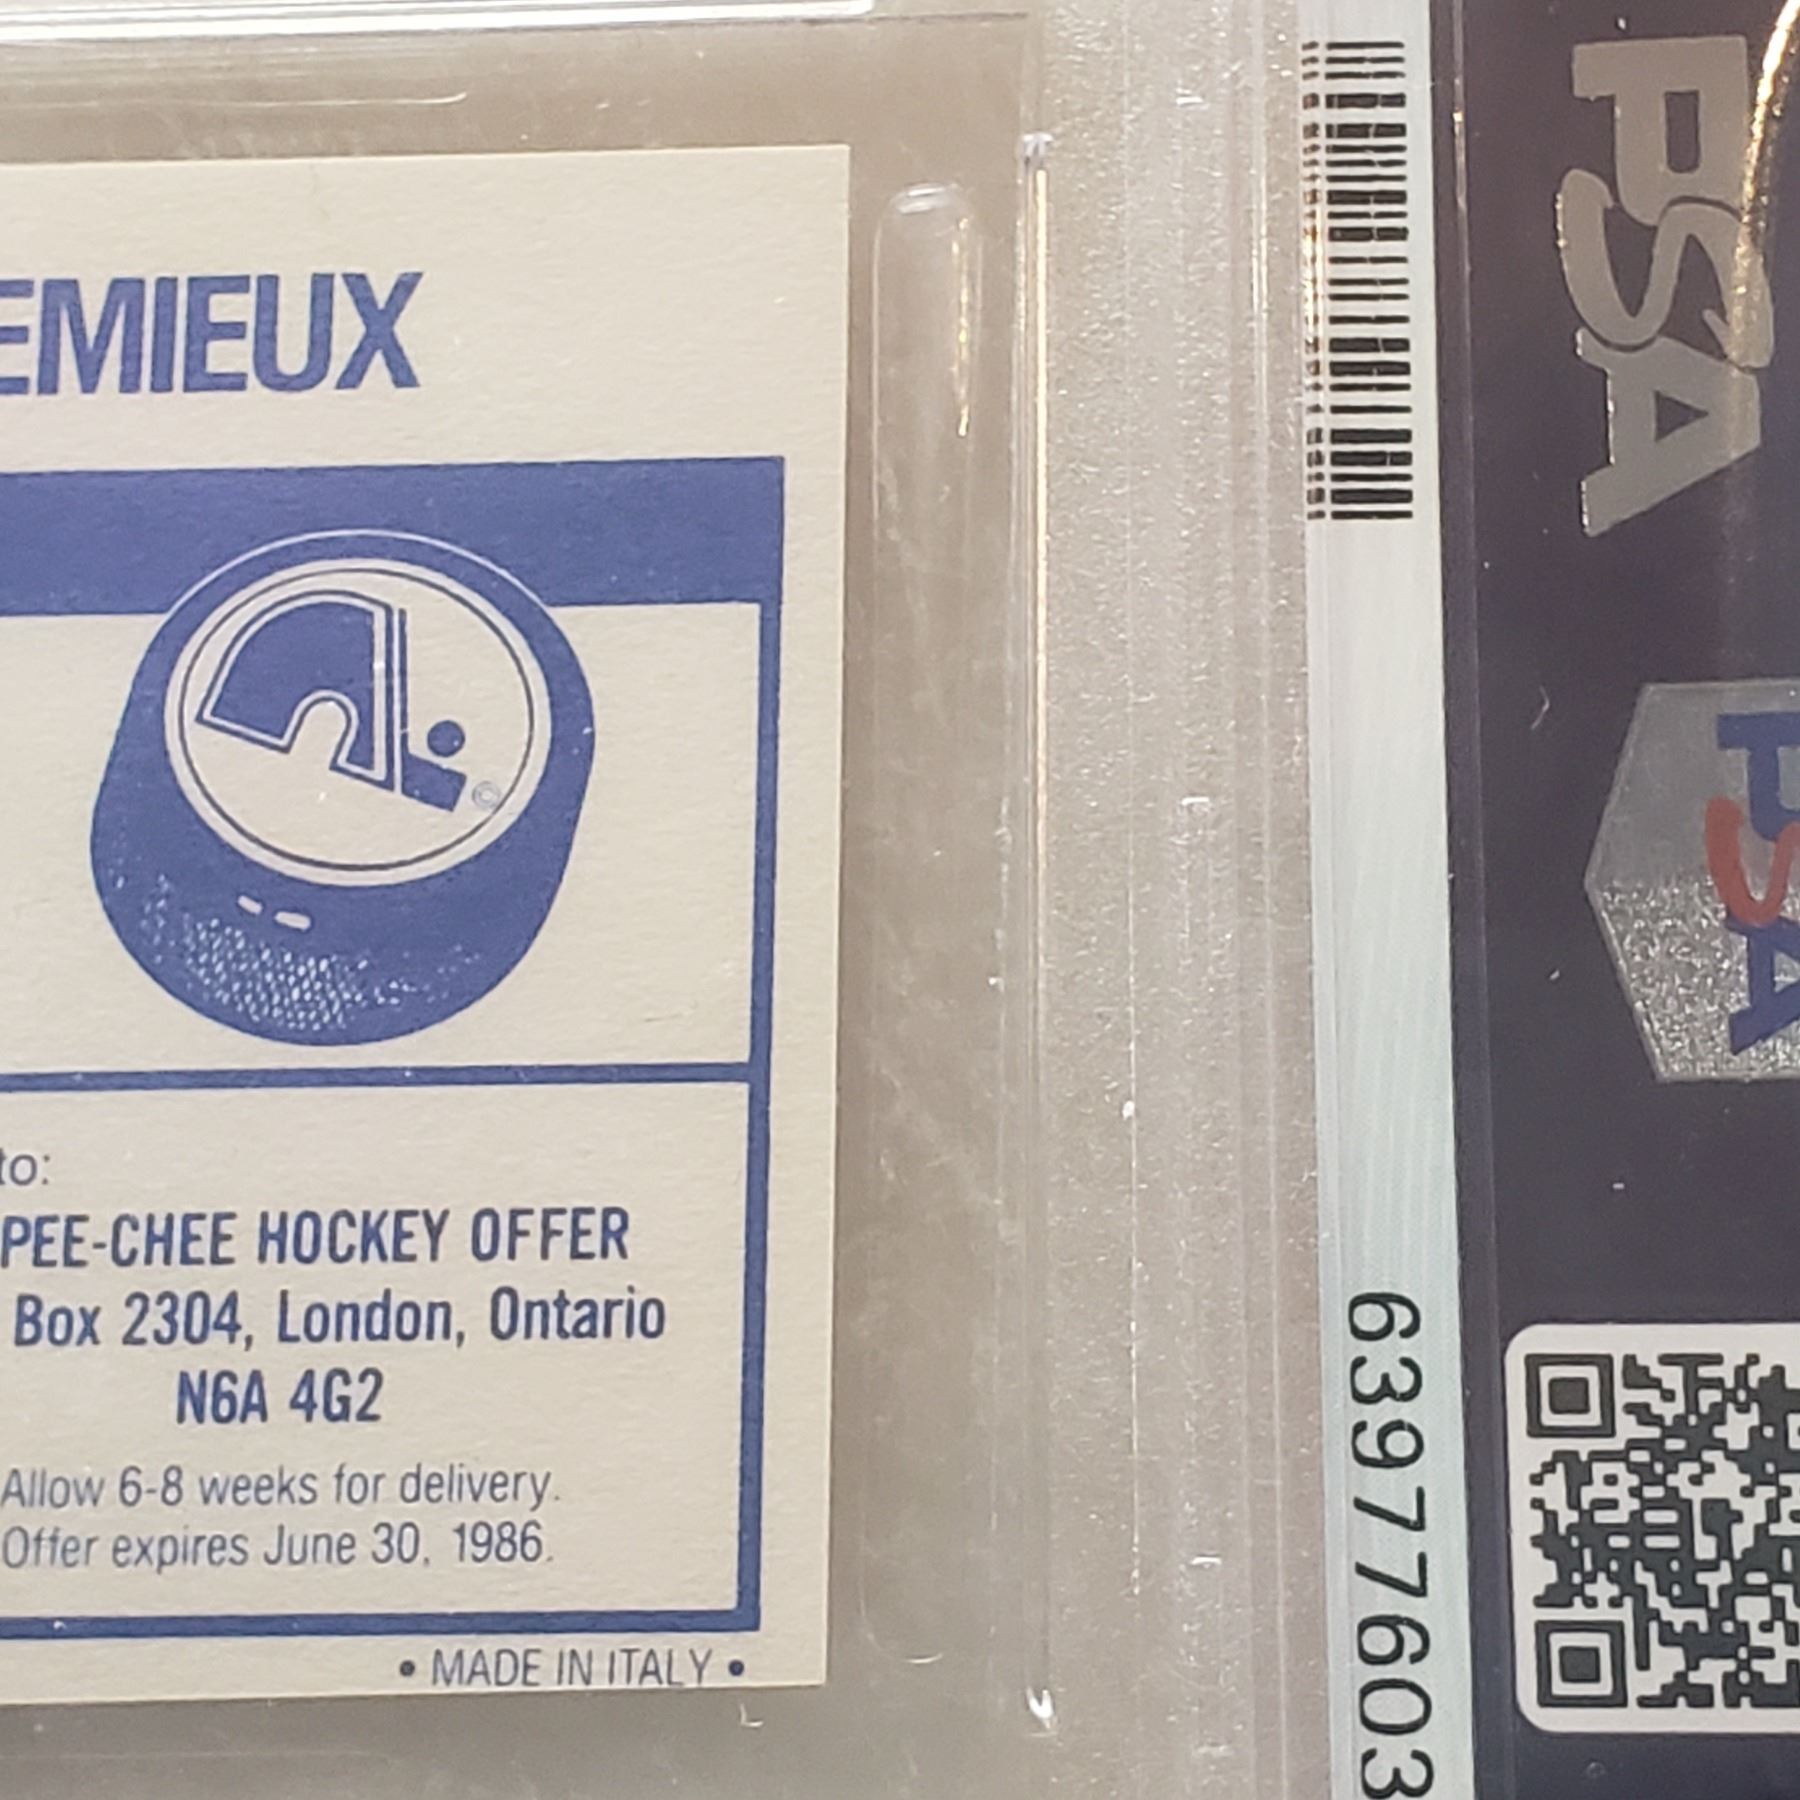 EMIEUX
©
to:
PEE-CHEE HOCKEY OFFER
Box 2304, London, Ontario
N6A 4G2
Allow 6-8 weeks for delivery.
Offer expires June 30, 1986.
• MADE IN ITALY •
63977603
PSA
PSA